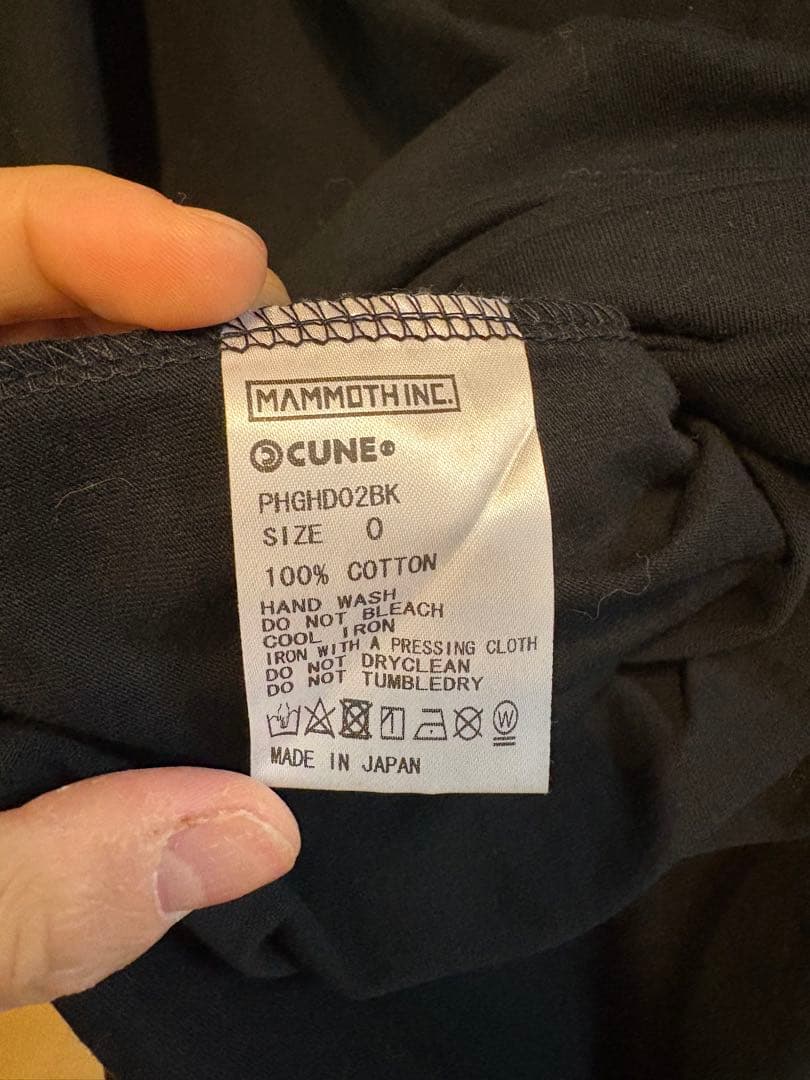 MAMMOTH INC.
CUNE®
PHGHD02BK
SIZE 0
100% COTTON
HAND WASH
DO NOT BLEACH
COOL IRON
IRON WITH A PRESSING CLOTH
DO NOT DRYCLEAN
DO NOT TUMBLEDRY
W
MADE IN JAPAN